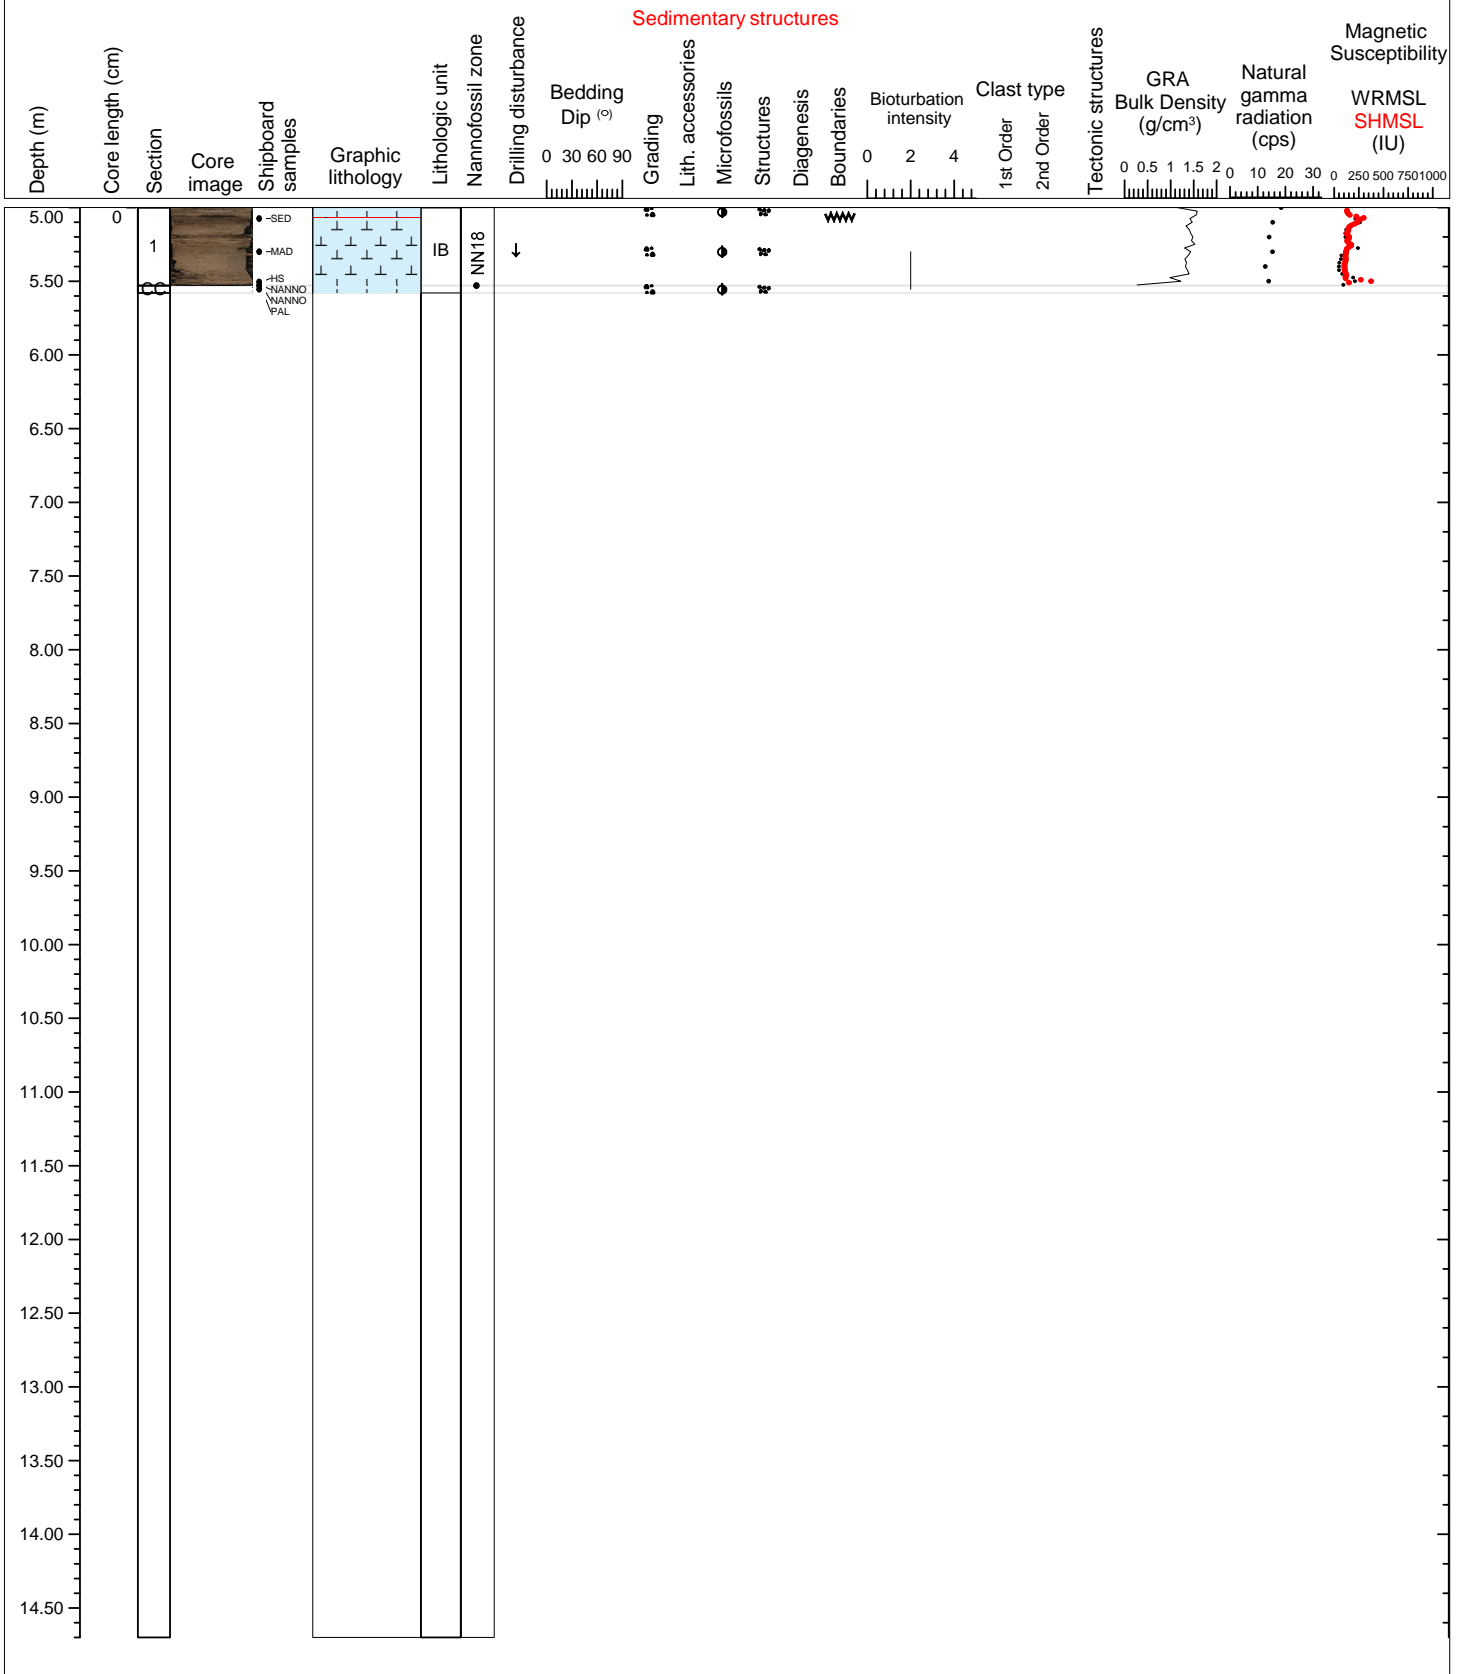 Sedimentary structures
Depth (m)
Core length (cm)
Section
Core
image
Shipboard
samples
Graphic
lithology
Lithologic unit
Nannofossil zone
Drilling disturbance
Bedding
Dip (o)
0 30 60 90
Grading
Lith. accessories
Microfossils
Structures
Diagenesis
Boundaries
Bioturbation
intensity
0 2 4
Clast type
1st Order
2nd Order
Tectonic structures
GRA
Bulk Density
(g/cm³)
0 0.5 1 1.5 2
Natural
gamma
radiation
(cps)
0 10 20 30
Magnetic
Susceptibility
WRMSL
SHMSL
(IU)
0 250 500 750 1000
5.00
0
1
CC
SED
MAD
HS
NANNO
NANNO
PAL
IB
NN18
5.50
6.00
6.50
7.00
7.50
8.00
8.50
9.00
9.50
10.00
10.50
11.00
11.50
12.00
12.50
13.00
13.50
14.00
14.50